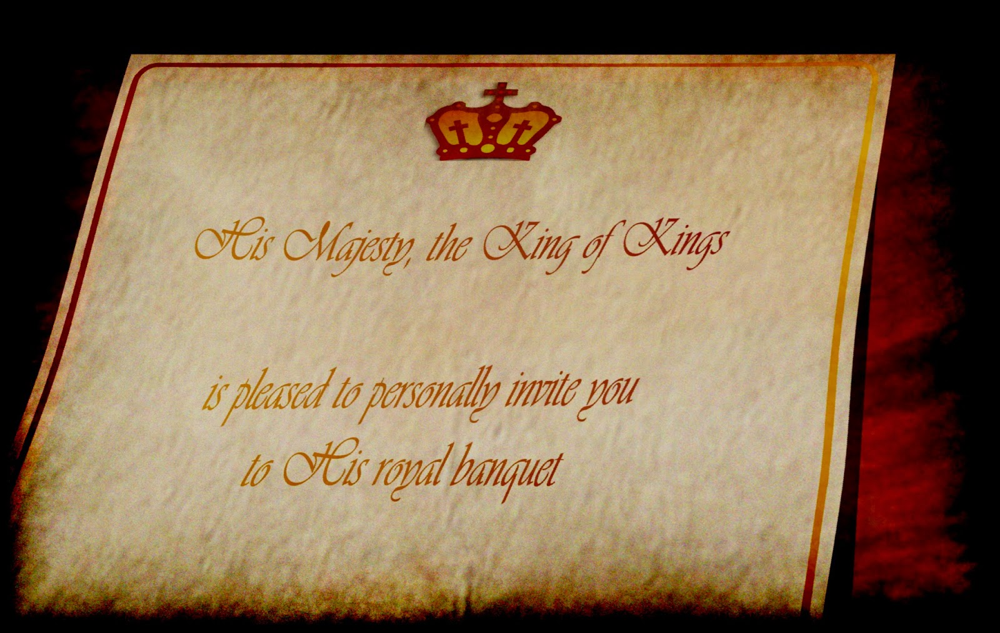 His Majesty, the King of Kings
is pleased to personally invite you
to His royal banquet